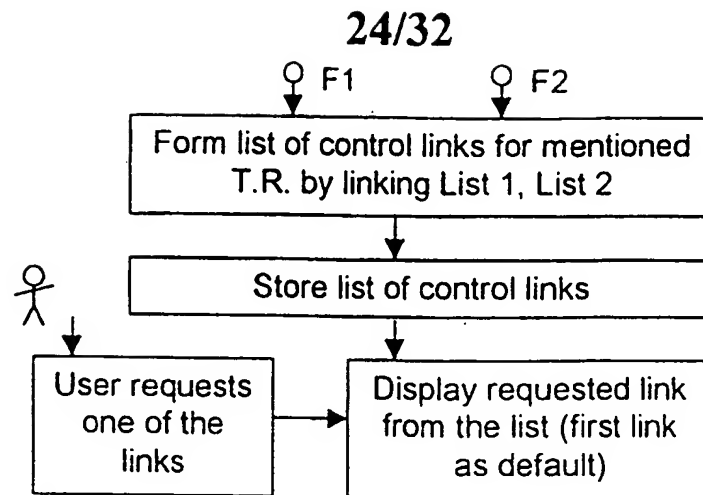 24/32
F1 F2
Form list of control links for mentioned
T.R. by linking List 1, List 2
Store list of control links
User requests
one of the
links
Display requested link
from the list (first link
as default)